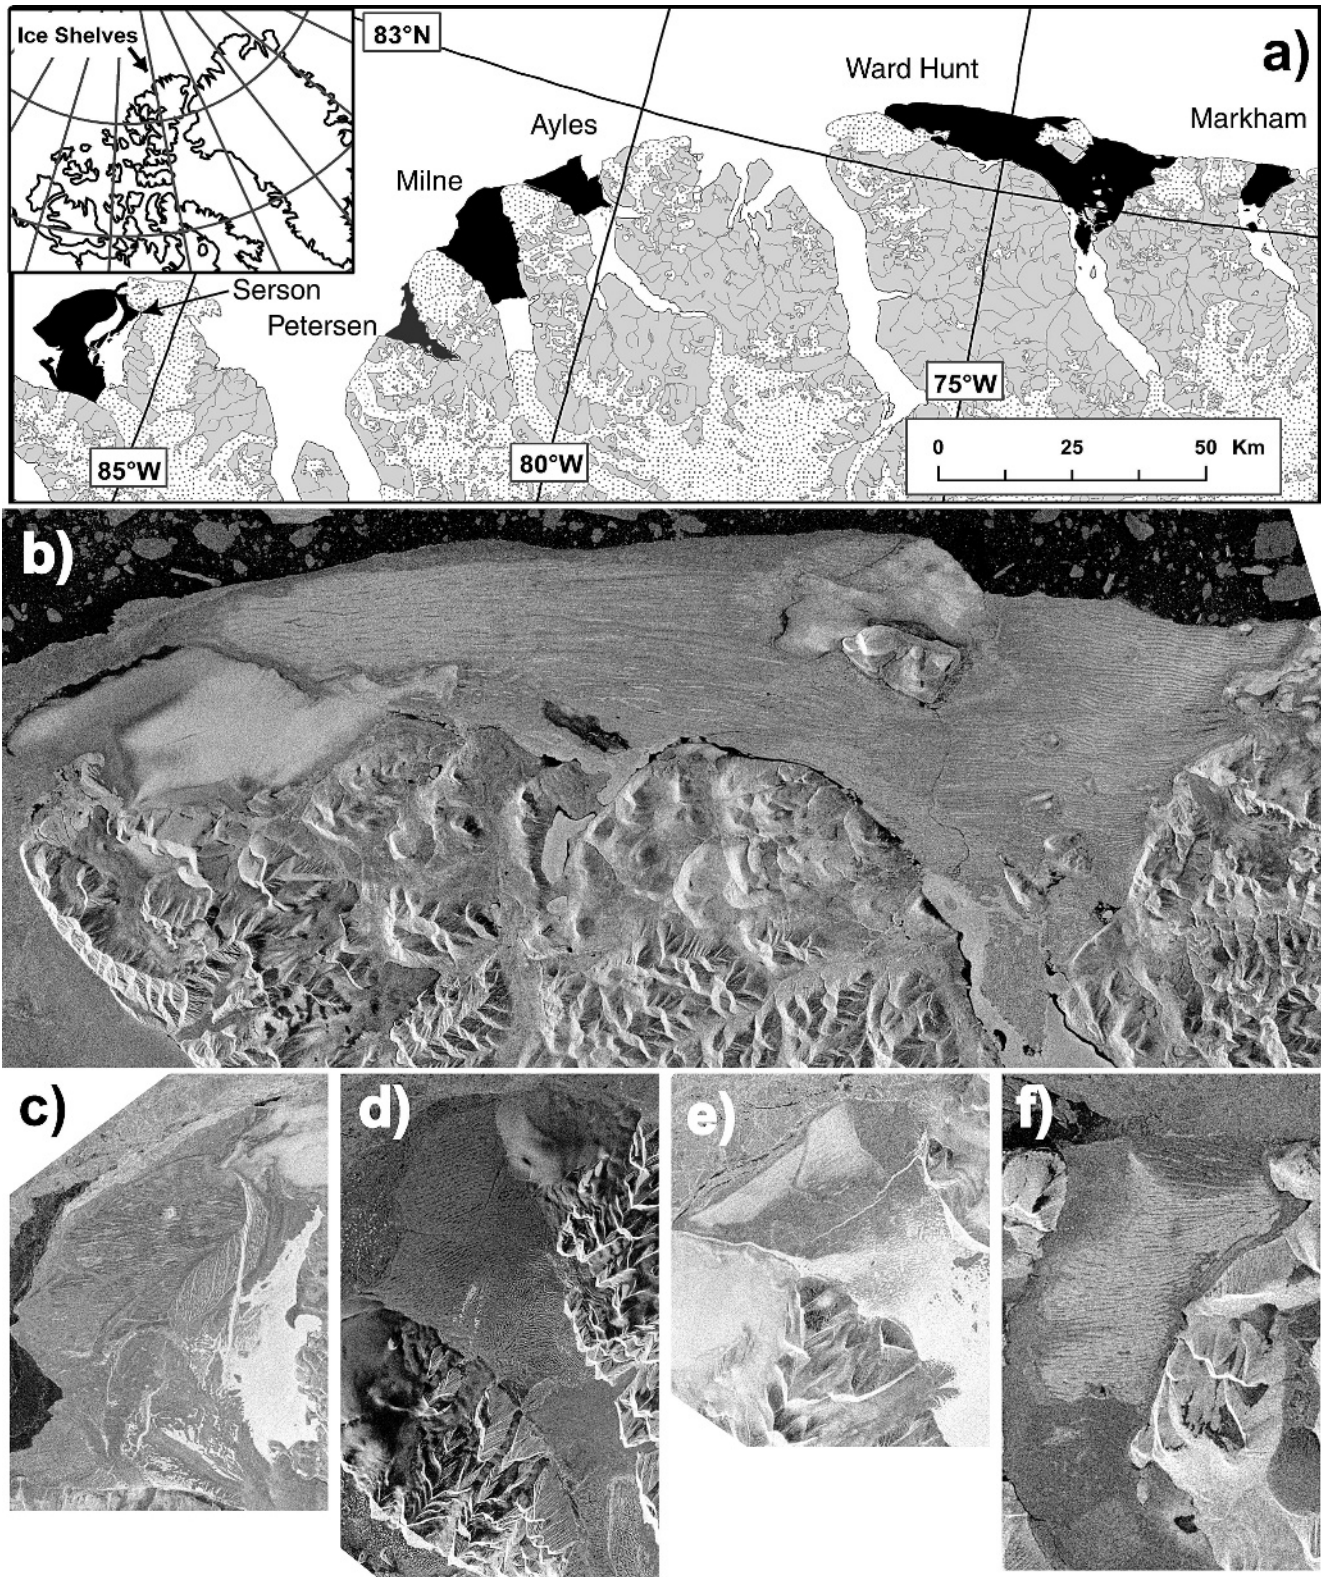 Ice Shelves
83°N
a)
Ward Hunt
Markham
Ayles
Milne
Serson
Petersen
85°W
80°W
75°W
0 25 50 Km
b)
c)
d)
e)
f)